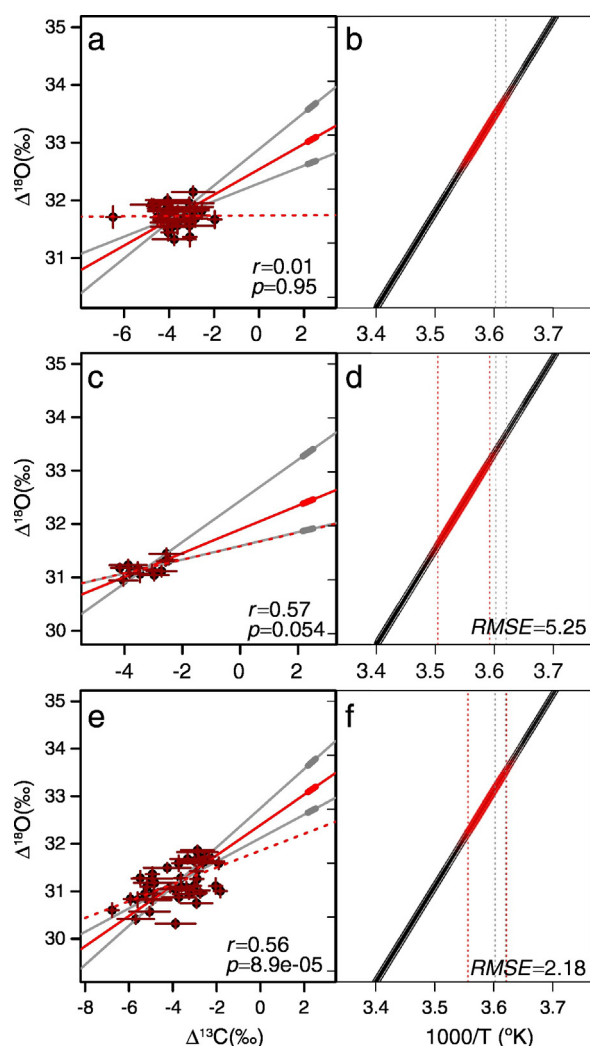 a
b
35
34
33
32
31
Δ18O(‰)
r=0.01
p=0.95
-6 -4 -2 0 2
3.4 3.5 3.6 3.7
c
d
35
34
33
32
31
30
Δ18O(‰)
r=0.57
p=0.054
RMSE=5.25
-4 -2 0 2
3.4 3.5 3.6 3.7
e
f
35
34
33
32
31
30
Δ18O(‰)
r=0.56
p=8.9e-05
RMSE=2.18
-8 -6 -4 -2 0 2
3.4 3.5 3.6 3.7
Δ13C(‰)
1000/T (ºK)